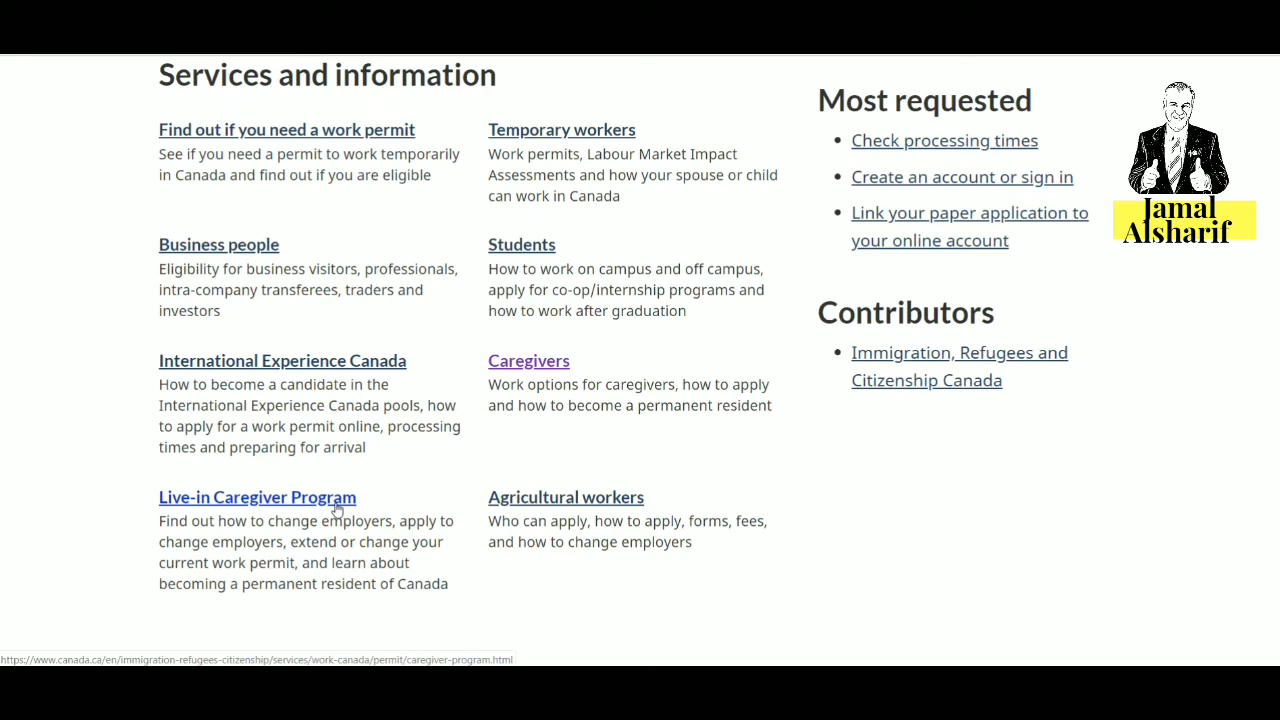 Services and information
Find out if you need a work permit
See if you need a permit to work temporarily
in Canada and find out if you are eligible
Temporary workers
Work permits, Labour Market Impact
Assessments and how your spouse or child
can work in Canada
Business people
Eligibility for business visitors, professionals,
intra-company transferees, traders and
investors
Students
How to work on campus and off campus,
apply for co-op/internship programs and
how to work after graduation
International Experience Canada
How to become a candidate in the
International Experience Canada pools, how
to apply for a work permit online, processing
times and preparing for arrival
Caregivers
Work options for caregivers, how to apply
and how to become a permanent resident
Live-in Caregiver Program
Find out how to change employers, apply to
change employers, extend or change your
current work permit, and learn about
becoming a permanent resident of Canada
Agricultural workers
Who can apply, how to apply, forms, fees,
and how to change employers
Most requested
Check processing times
Create an account or sign in
Link your paper application to
your online account
Contributors
Immigration, Refugees and
Citizenship Canada
Jamal
Alsharif
https://www.canada.ca/en/immigration-refugees-citizenship/services/work-canada/permit/caregiver-program.html